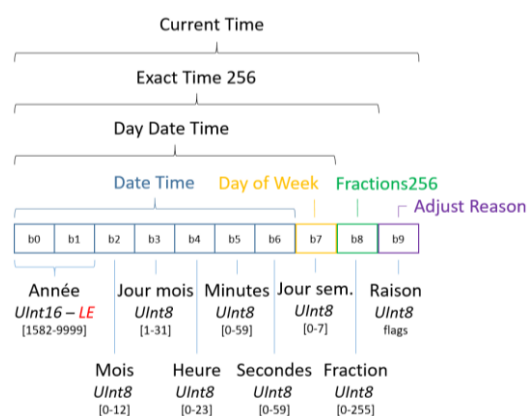 Current Time
Exact Time 256
Day Date Time
Date Time
Day of Week
Fractions256
Adjust Reason
b0 b1 b2 b3 b4 b5 b6 b7 b8 b9
Année
UInt16 – LE
[1582-9999]
Jour mois
UInt8
[1-31]
Minutes
UInt8
[0-59]
Jour sem.
UInt8
[0-7]
Raison
UInt8
flags
Mois
UInt8
[0-12]
Heure
UInt8
[0-23]
Secondes
UInt8
[0-59]
Fraction
UInt8
[0-255]